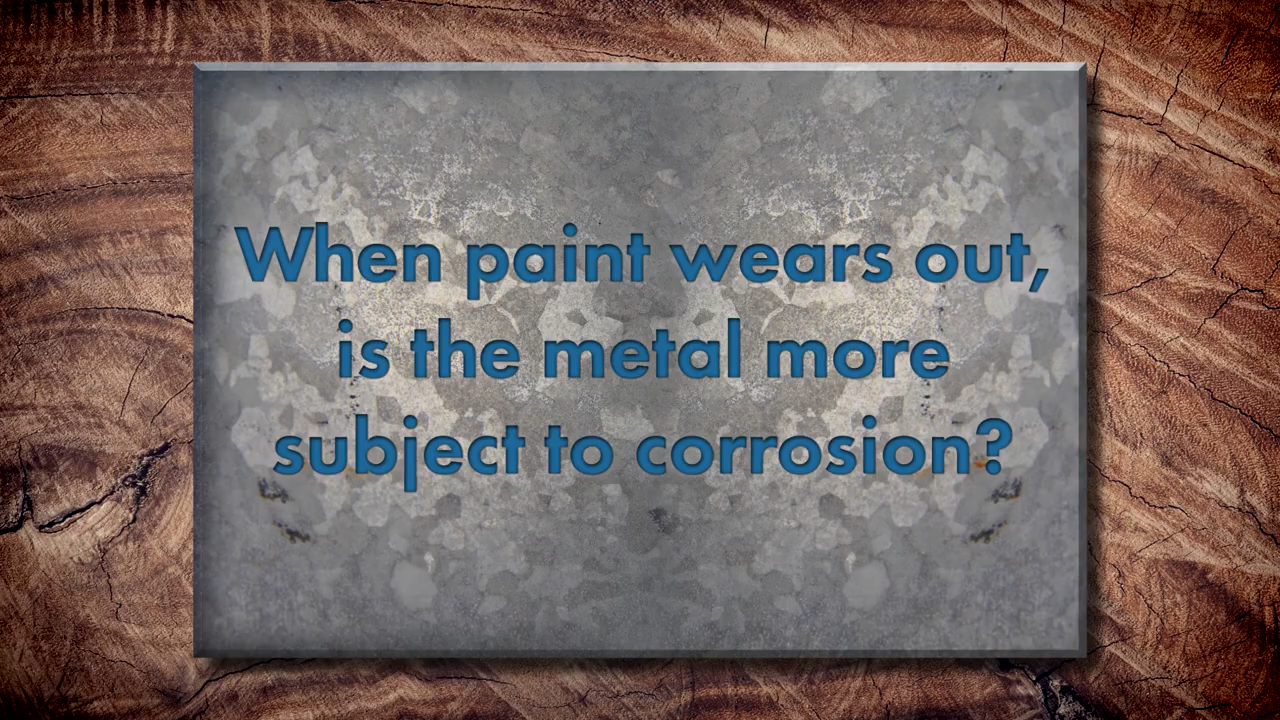 When paint wears out,
is the metal more
subject to corrosion?